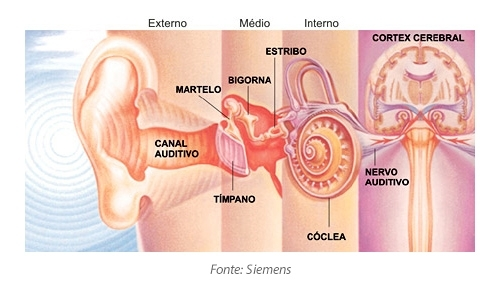 Externo Médio Interno
CORTEX CEREBRAL
ESTRIBO
BIGORNA
MARTELO
CANAL
AUDITIVO
NERVO
AUDITIVO
TÍMPANO
CÓCLEA
Fonte: Siemens